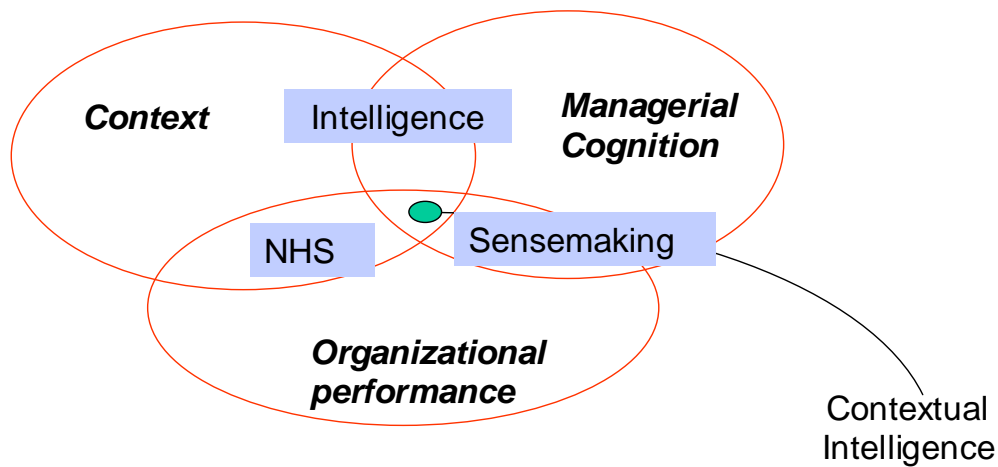 Context
Intelligence
Managerial
Cognition
NHS
Sensemaking
Organizational
performance
Contextual
Intelligence